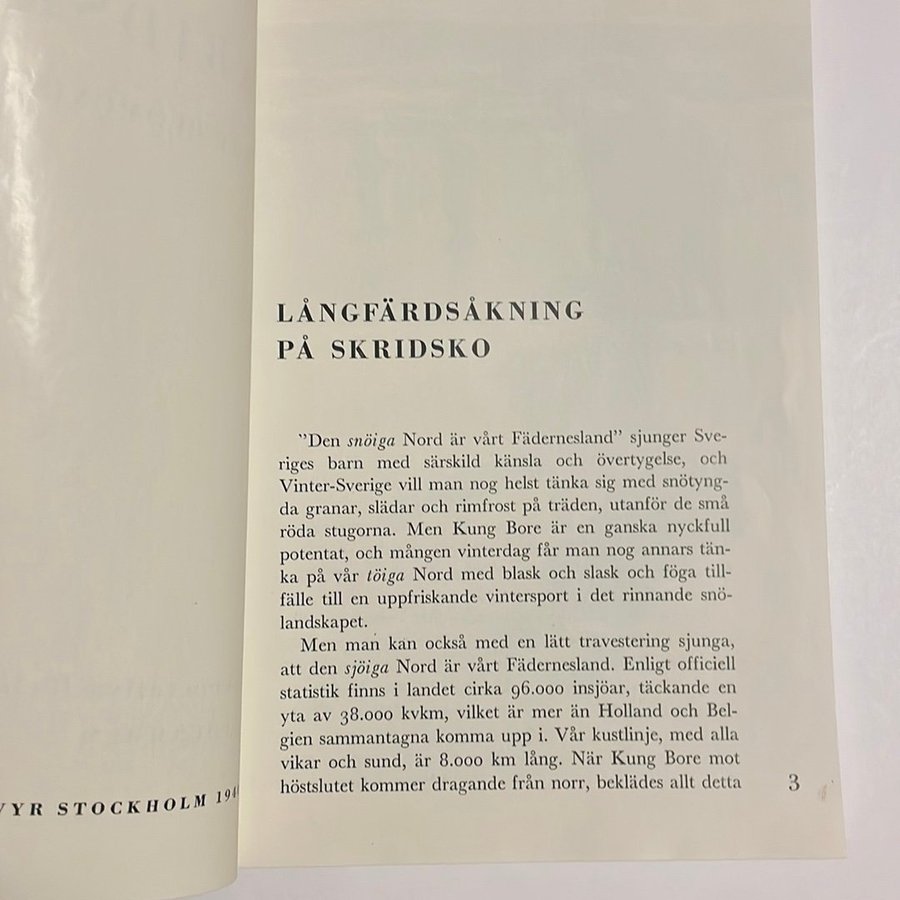 LÅNGFÄRDSÅKNING
PÅ SKRIDSKO
”Den snöiga Nord är vårt Fädernesland” sjunger Sve-
riges barn med särskild känsla och övertygelse, och
Vinter-Sverige vill man nog helst tänka sig med snötyng-
da granar, slädar och rimfrost på träden, utanför de små
röda stugorna. Men Kung Bore är en ganska nyckfull
potentat, och mången vinterdag får man nog annars tän-
ka på vår töiga Nord med blask och slask och föga till-
fälle till en uppfriskande vintersport i det rinnande snö-
landskapet.
Men man kan också med en lätt travestering sjunga,
att den sjöiga Nord är vårt Fädernesland. Enligt officiell
statistik finns i landet cirka 96.000 insjöar, täckande en
yta av 38.000 kvkm, vilket är mer än Holland och Bel-
gien sammantagna komma upp i. Vår kustlinje, med alla
vikar och sund, är 8.000 km lång. När Kung Bore mot
höstslutet kommer dragande från norr, beklädes allt detta
3
STOCKHOLM